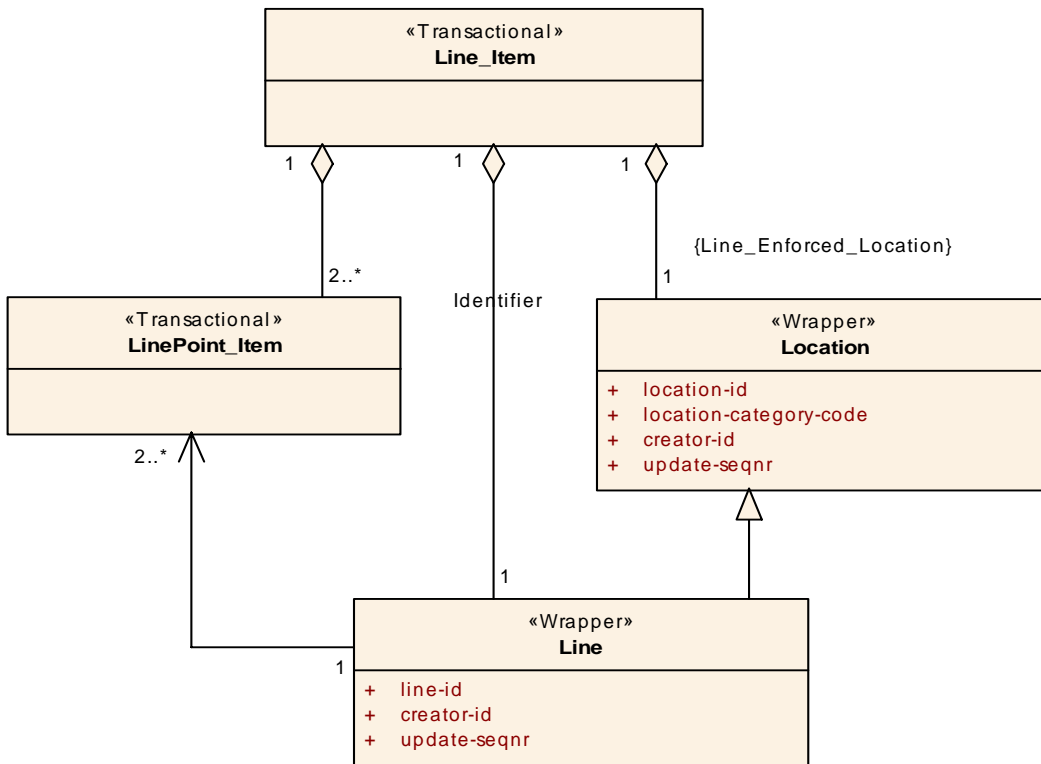 «Transactional»
Line_Item
1
1
1
{Line_Enforced_Location}
2..*
Identifier
1
«Transactional»
LinePoint_Item
«Wrapper»
Location
+ location-id
+ location-category-code
+ creator-id
+ update-seqnr
2..*
1
1
«Wrapper»
Line
+ line-id
+ creator-id
+ update-seqnr